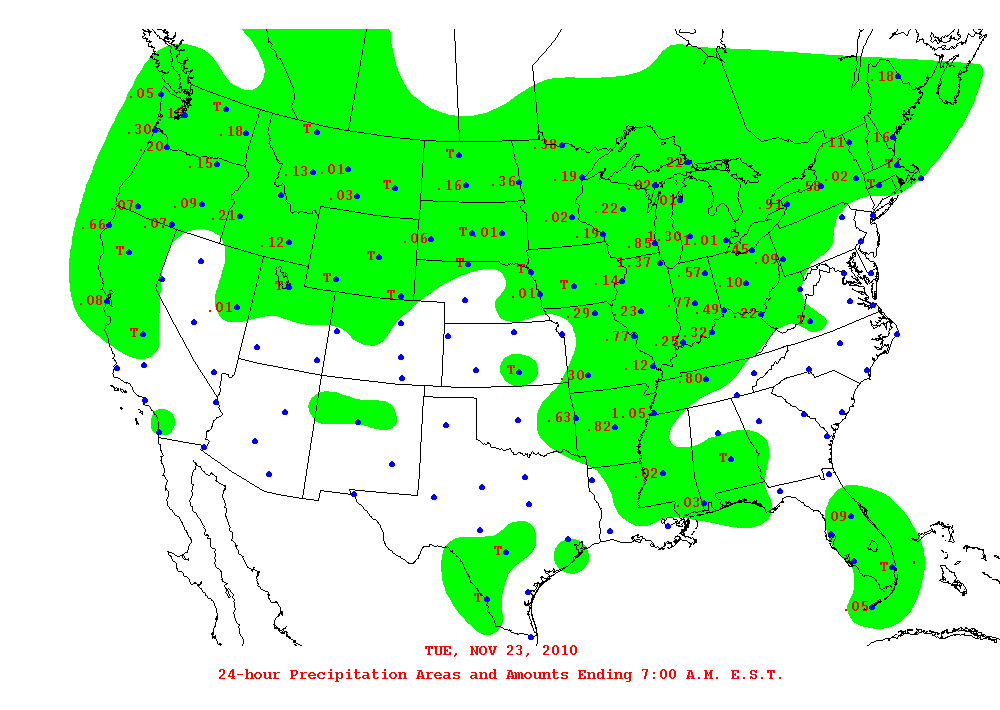 .18
.05
T
.30
.18
T
.16
.20
.38
.11
.15
T
.22
T
.13
.01
.19
.02
T
.03
T
.16
.36
.02
T
.58
.07
.09
.01
.91
.66
.07
.21
.02
.22
T
.12
.06
T
.01
.19
.85
1.30
1.01
.45
T
T
T
1.37
.57
.09
T
T
T
.14
.10
.08
.01
.01
.77
.29
.23
.49
.22
T
T
.77
.25
.32
T
.30
.12
.80
.63
.82
1.05
T
.92
.03
.09
T
T
T
.05
TUE, NOV 23, 2010
24-hour Precipitation Areas and Amounts Ending 7:00 A.M. E.S.T.